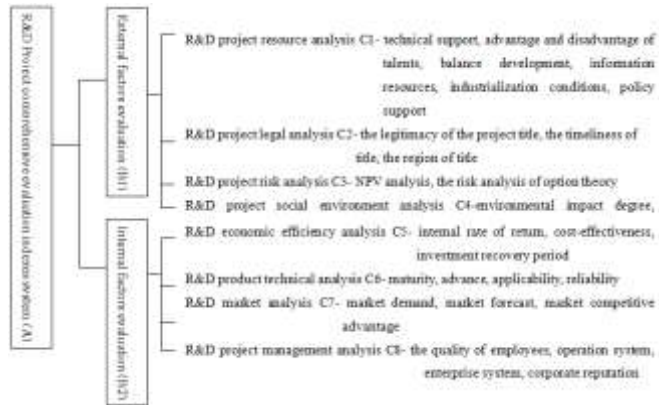 R&D Project comprehensive evaluation indexes system (A)
External factors evaluation (B1)
R&D project resource analysis C1- technical support, advantage and disadvantage of
talents, balance development, information
resources, industrialization conditions, policy
support
R&D project legal analysis C2- the legitimacy of the project title, the timeliness of
title, the region of title
R&D project risk analysis C3- NPV analysis, the risk analysis of option theory
R&D project social environment analysis C4-environmental impact degree,
Internal factors evaluation (B2)
R&D economic efficiency analysis C5- internal rate of return, cost-effectiveness,
investment recovery period
R&D product technical analysis C6- maturity, advance, applicability, reliability
R&D market analysis C7- market demand, market forecast, market competitive
advantage
R&D project management analysis C8- the quality of employees, operation system,
enterprise system, corporate reputation